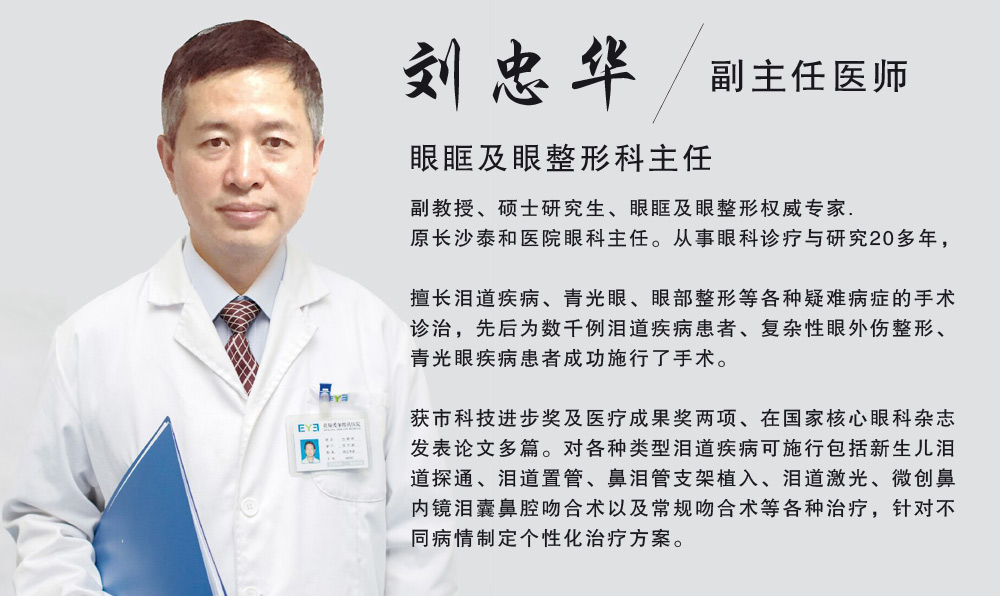 刘忠华
副主任医师
眼眶及眼整形科主任
副教授、硕士研究生、眼眶及眼整形权威专家.
原长沙泰和医院眼科主任。从事眼科诊疗与研究20多年，
擅长泪道疾病、青光眼、眼部整形等各种疑难病症的手术
诊治，先后为数千例泪道疾病患者、复杂性眼外伤整形、
青光眼疾病患者成功施行了手术。
获市科技进步奖及医疗成果奖两项、在国家核心眼科杂志
发表论文多篇。对各种类型泪道疾病可施行包括新生儿泪
道探通、泪道置管、鼻泪管支架植入、泪道激光、微创鼻
内镜泪囊鼻腔吻合术以及常规吻合术等各种治疗，针对不
同病情制定个性化治疗方案。
EYE
EYE